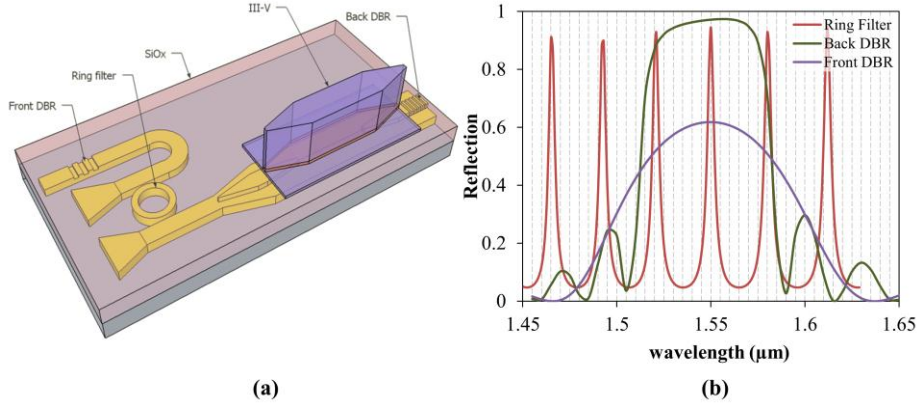 III-V
Back DBR
SiOx
Ring filter
Front DBR
(a)
Ring Filter
Back DBR
Front DBR
Reflection
1
0.8
0.6
0.4
0.2
0
1.45
1.5
1.55
1.6
1.65
wavelength (µm)
(b)